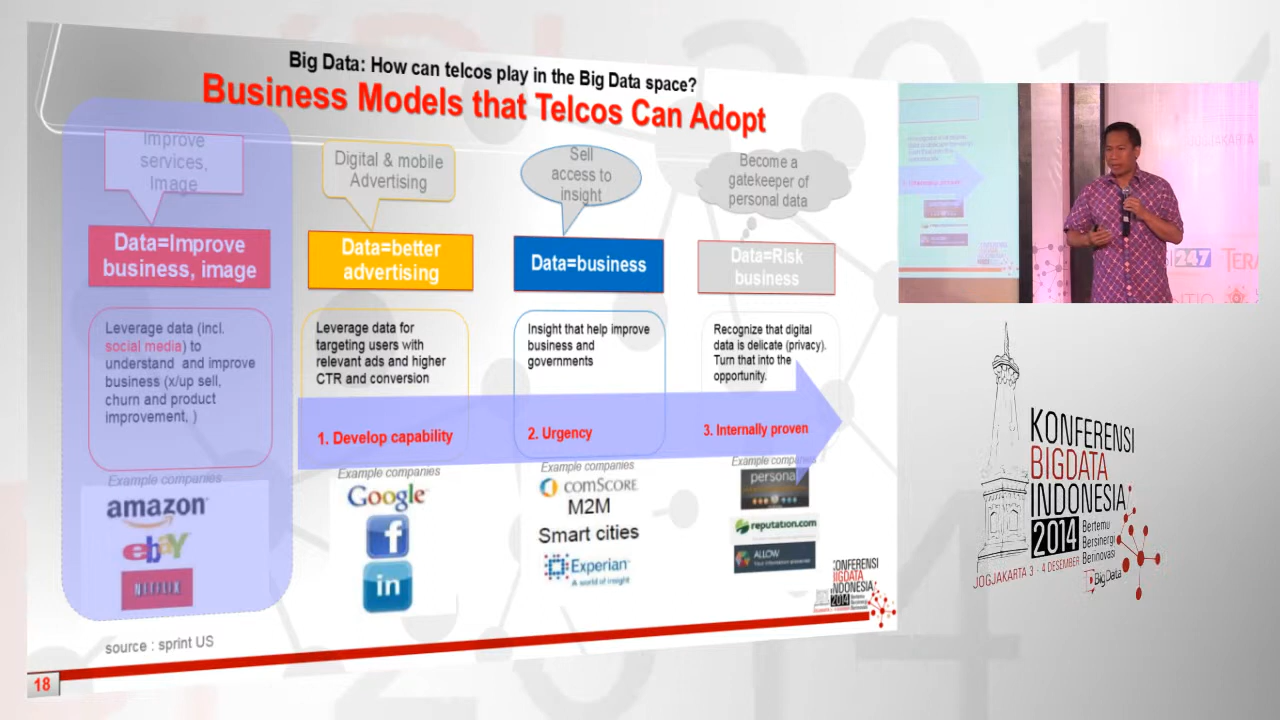 Big Data: How can telcos play in the Big Data space?
Business Models that Telcos Can Adopt
Improve
services,
Image
Data=Improve
business, image
Leverage data (incl.
social media) to
understand and improve
business (x/up sell,
churn and product
improvement, )
Example companies
amazon
ebay
NETFLIX
Digital & mobile
Advertising
Data=better
advertising
Leverage data for
targeting users with
relevant ads and higher
CTR and conversion
1. Develop capability
Example companies
Google
f
in
Sell
access to
insight
Data=business
Insight that help improve
business and
governments
2. Urgency
Example companies
comSCORE
M2M
Smart cities
Experian
A world of insight
Become a
gatekeeper of
personal data
Data=Risk
business
Recognize that digital
data is delicate (privacy).
Turn that into the
opportunity.
3. Internally proven
Example companies
personal
reputation.com
ALLOW
KONFERENSI
BIGDATA
INDONESIA
2014
source : sprint US
18
247
TERA
KONFERENSI
BIGDATA
INDONESIA
2014 Bertemu
Bersinergi
Berinovasi
JOGJAKARTA 3 - 4 DESEMBER
BigData